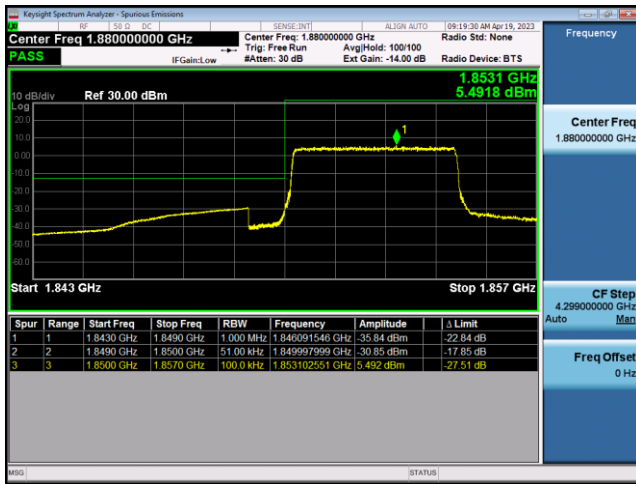 Keysight Spectrum Analyzer - Spurious Emissions
RF 50 Ω DC SENSE:INT ALIGN AUTO 09:19:30 AM Apr 19, 2023
Center Freq 1.880000000 GHz
Center Freq: 1.880000000 GHz Radio Std: None
Trig: Free Run Avg|Hold: 100/100
PASS IFGain:Low #Atten: 30 dB Ext Gain: -14.00 dB Radio Device: BTS
1.8531 GHz
5.4918 dBm
10 dB/div Ref 30.00 dBm
Log
20.0
10.0
0.00
-10.0
-20.0
-30.0
-40.0
-50.0
-60.0
1
Start 1.843 GHz Stop 1.857 GHz
Spur Range Start Freq Stop Freq RBW Frequency Amplitude Δ Limit
1 1 1.8430 GHz 1.8490 GHz 1.000 MHz 1.846091546 GHz -35.84 dBm -22.84 dB
2 2 1.8490 GHz 1.8500 GHz 51.00 kHz 1.849997999 GHz -30.85 dBm -17.85 dB
3 3 1.8500 GHz 1.8570 GHz 100.0 kHz 1.853102551 GHz 5.492 dBm -27.51 dB
Frequency
Center Freq
1.880000000 GHz
CF Step
4.299000000 GHz
Auto Man
Freq Offset
0 Hz
MSG STATUS